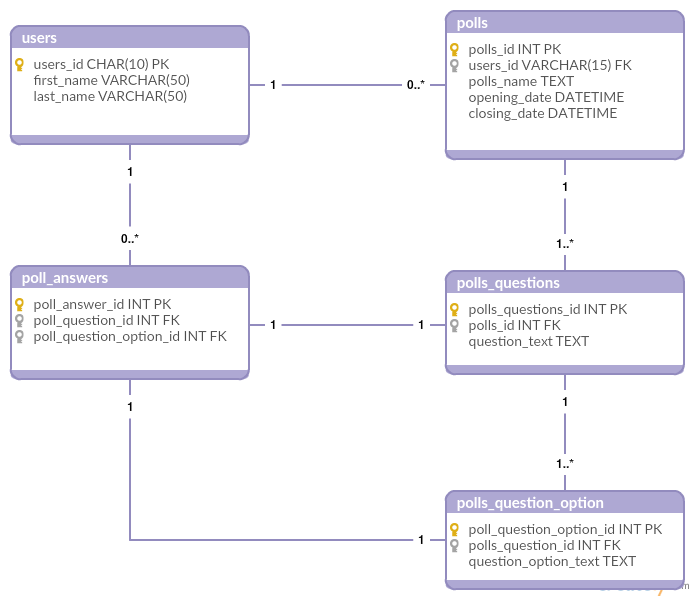 users
users_id CHAR(10) PK
first_name VARCHAR(50)
last_name VARCHAR(50)
1
0..*
polls
polls_id INT PK
users_id VARCHAR(15) FK
polls_name TEXT
opening_date DATETIME
closing_date DATETIME
1
0..*
1
1..*
poll_answers
poll_answer_id INT PK
poll_question_id INT FK
poll_question_option_id INT FK
1
1
polls_questions
polls_questions_id INT PK
polls_id INT FK
question_text TEXT
1
1
1..*
1
polls_question_option
poll_question_option_id INT PK
polls_question_id INT FK
question_option_text TEXT